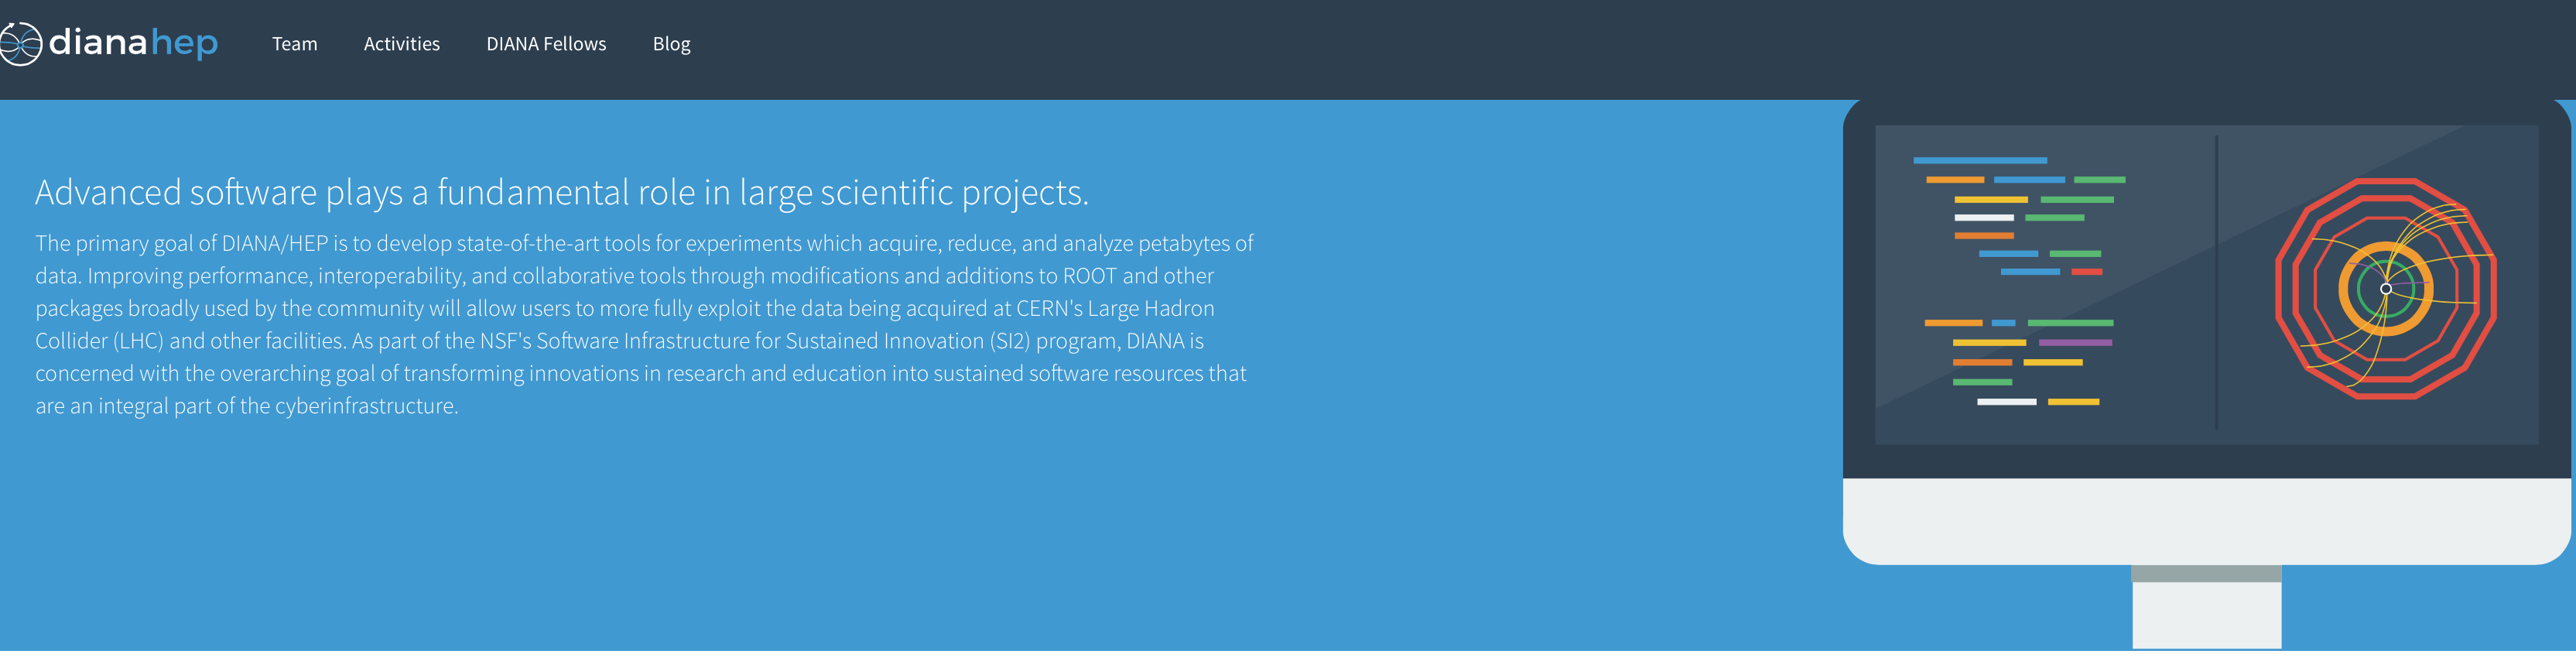 dianahep
Team
Activities
DIANA Fellows
Blog
Advanced software plays a fundamental role in large scientific projects.
The primary goal of DIANA/HEP is to develop state-of-the-art tools for experiments which acquire, reduce, and analyze petabytes of
data. Improving performance, interoperability, and collaborative tools through modifications and additions to ROOT and other
packages broadly used by the community will allow users to more fully exploit the data being acquired at CERN's Large Hadron
Collider (LHC) and other facilities. As part of the NSF's Software Infrastructure for Sustained Innovation (SI2) program, DIANA is
concerned with the overarching goal of transforming innovations in research and education into sustained software resources that
are an integral part of the cyberinfrastructure.